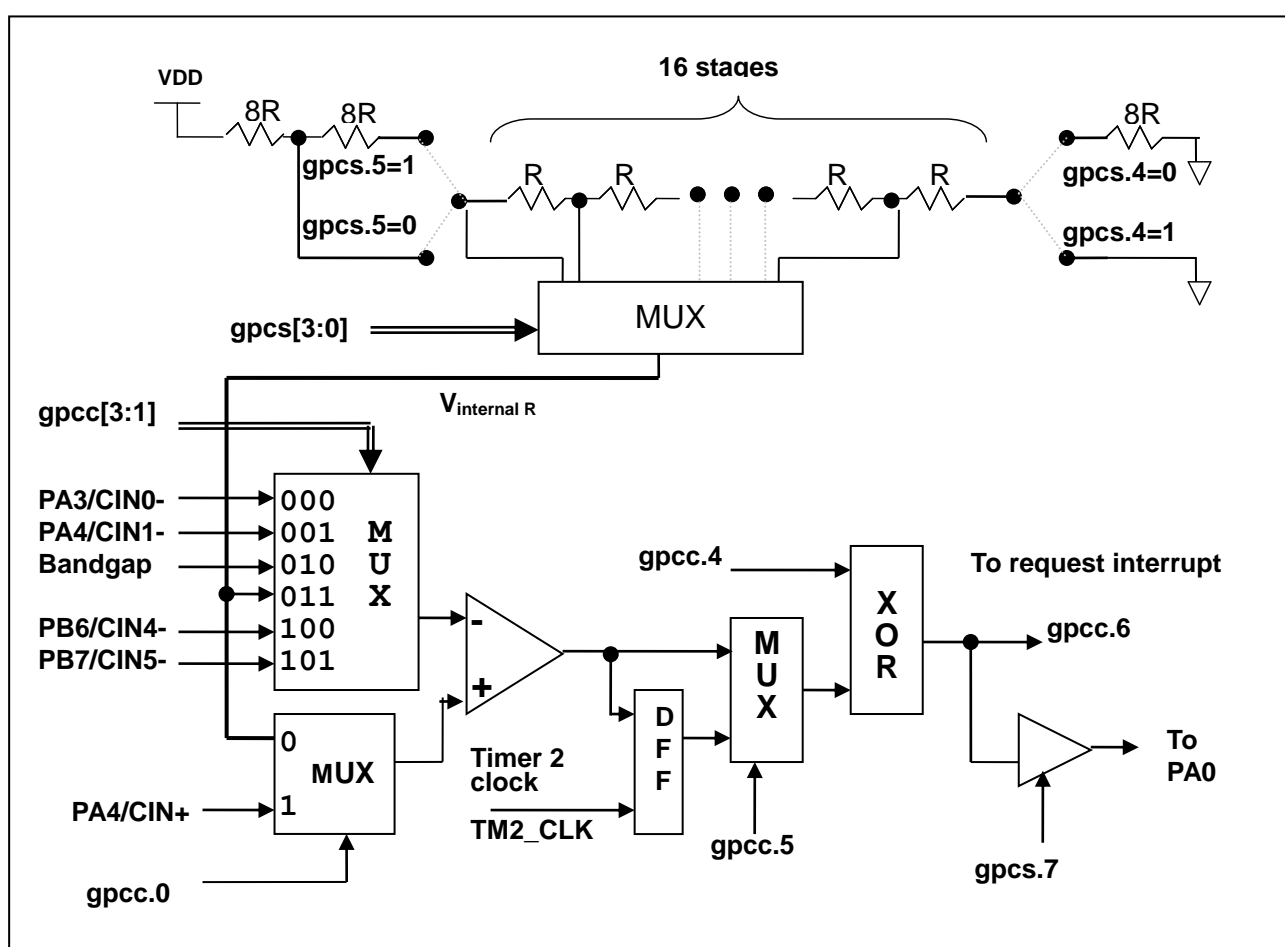 16 stages
VDD
8R
8R
8R
gpcs.5=1
R
R
R
R
gpcs.4=0
gpcs.5=0
gpcs.4=1
MUX
gpcs[3:0]
Vinternal R
gpcc[3:1]
PA3/CIN0-
000
PA4/CIN1-
001
Bandgap
010
011
PB6/CIN4-
100
PB7/CIN5-
101
M
U
X
-
+
gpcc.4
To request interrupt
X
O
R
gpcc.6
M
U
X
D
F
F
0
MUX
1
PA4/CIN+
gpcc.0
Timer 2
clock
TM2_CLK
gpcc.5
To
PA0
gpcs.7